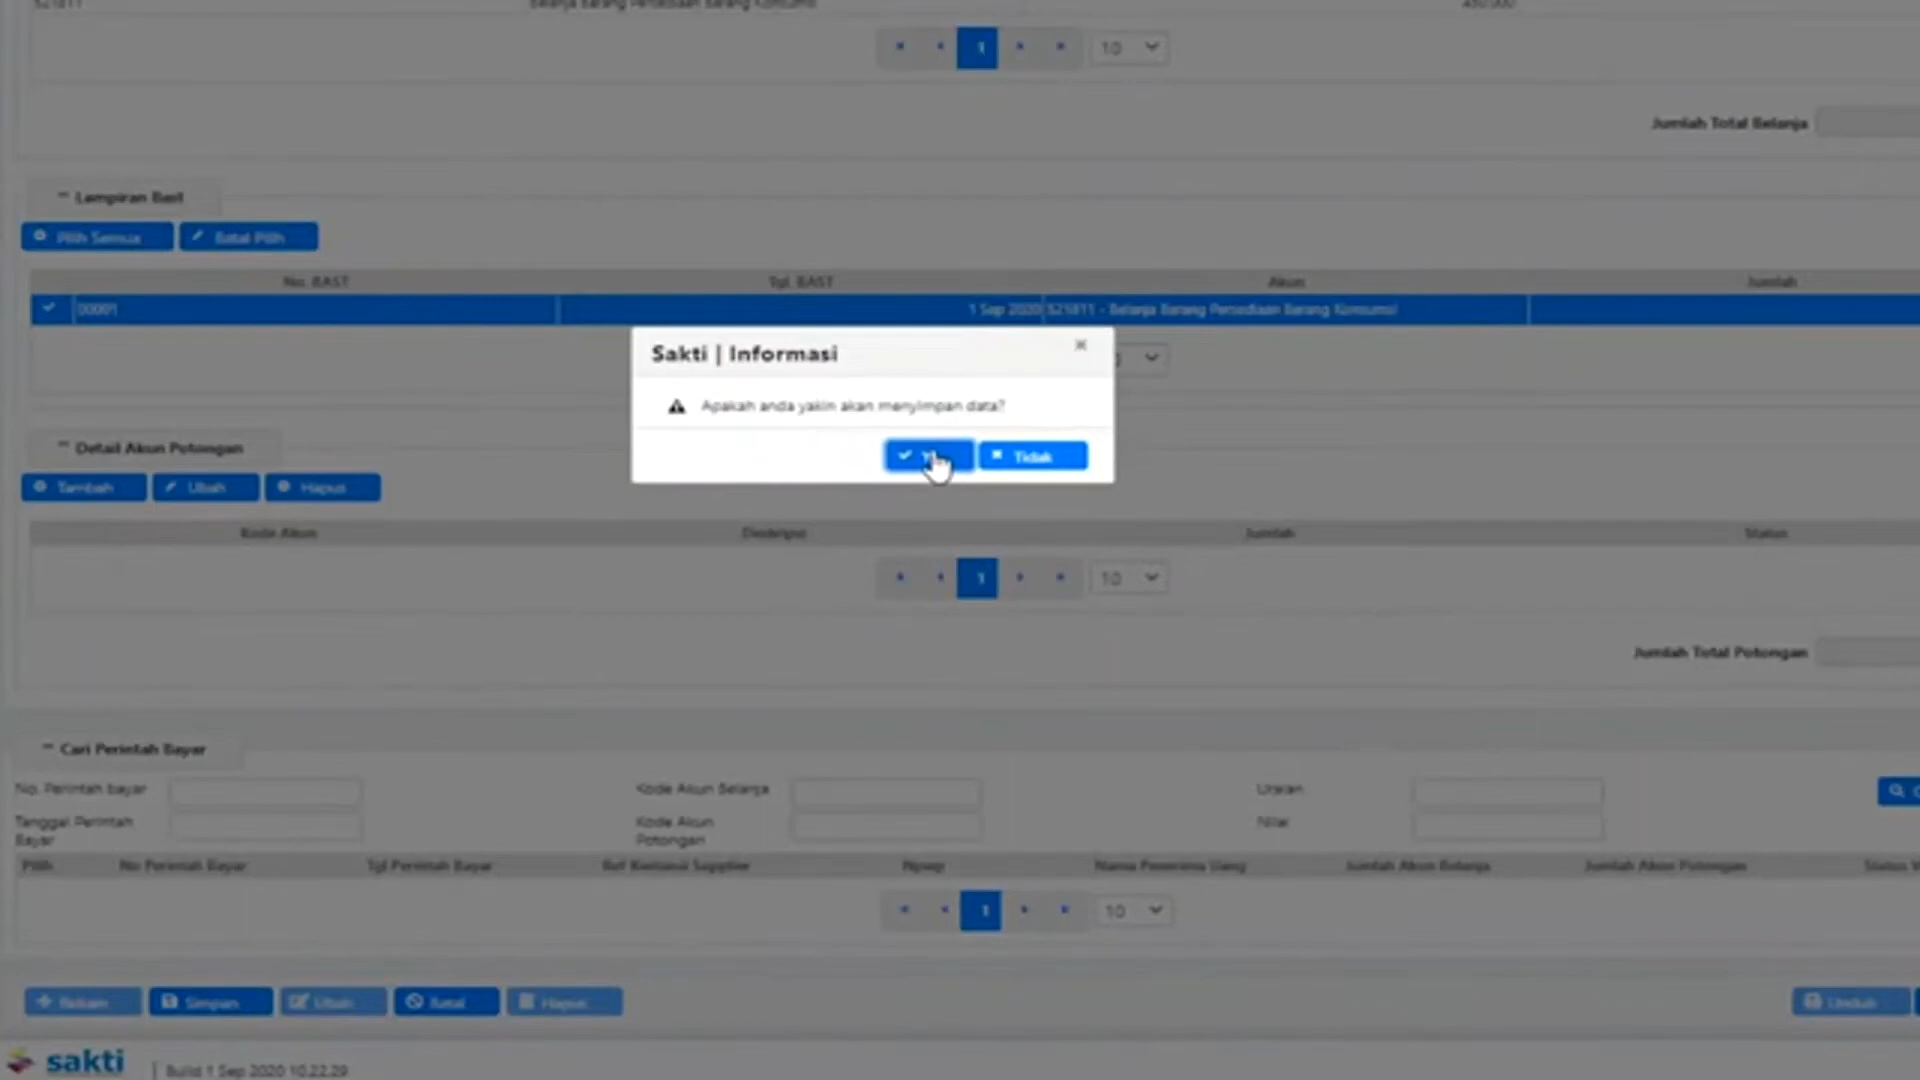 521811 Belanja Barang Persediaan Barang Konsumsi 450.000
1 10
Jumlah Total Belanja
Lampiran Bast
Pilih Semua Batal Pilih
No. BAST Tgl. BAST Akun Jumlah
00001 1 Sep 2020 521811 - Belanja Barang Persediaan Barang Konsumsi
Sakti | Informasi
Apakah anda yakin akan menyimpan data?
Tidak
Detail Akun Potongan
Tambah Ubah Hapus
Kode Akun Deskripsi Jumlah Status
1 10
Jumlah Total Potongan
Cari Perintah Bayar
No. Perintah bayar Kode Akun Belanja Uraian
Tanggal Perintah Bayar Kode Akun Potongan Nilai
Pilih No Perintah Bayar Tgl Perintah Bayar Ref Kontrak Supplier Npwp Nama Penerima Uang Jumlah Akun Belanja Jumlah Akun Potongan Status
1 10
Rekam Simpan Ubah Batal Hapus Unduh
sakti | Build 1 Sep 2020 10.22.29